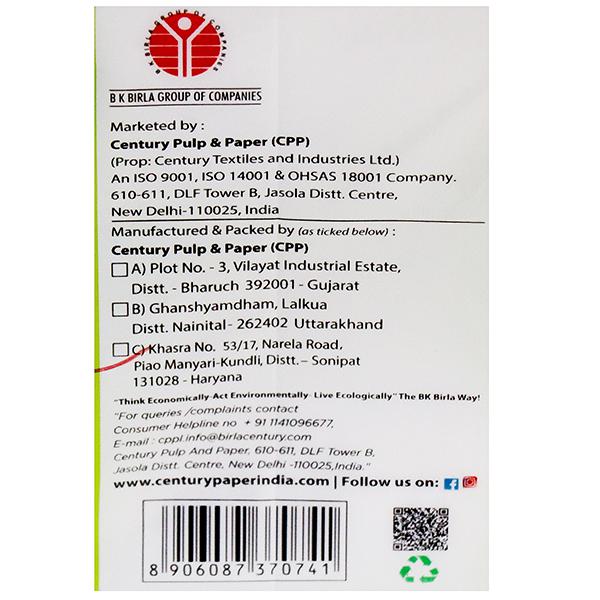 B K BIRLA GROUP OF COMPANIES
B K BIRLA GROUP OF COMPANIES
Marketed by :
Century Pulp & Paper (CPP)
(Prop: Century Textiles and Industries Ltd.)
An ISO 9001, ISO 14001 & OHSAS 18001 Company.
610-611, DLF Tower B, Jasola Distt. Centre,
New Delhi-110025, India
Manufactured & Packed by (as ticked below) :
Century Pulp & Paper (CPP)
A) Plot No. - 3, Vilayat Industrial Estate,
Distt. - Bharuch 392001 - Gujarat
B) Ghanshyamdham, Lalkua
Distt. Nainital- 262402 Uttarakhand
C) Khasra No. 53/17, Narela Road,
Piao Manyari-Kundli, Distt.– Sonipat
131028 - Haryana
"Think Economically-Act Environmentally- Live Ecologically" The BK Birla Way!
"For queries /complaints contact
Consumer Helpline no + 91 1141096677,
E-mail : cppl.info@birlacentury.com
Century Pulp And Paper, 610-611, DLF Tower B,
Jasola Distt. Centre, New Delhi -110025,India."
www.centurypaperindia.com | Follow us on:
8 906087 370741